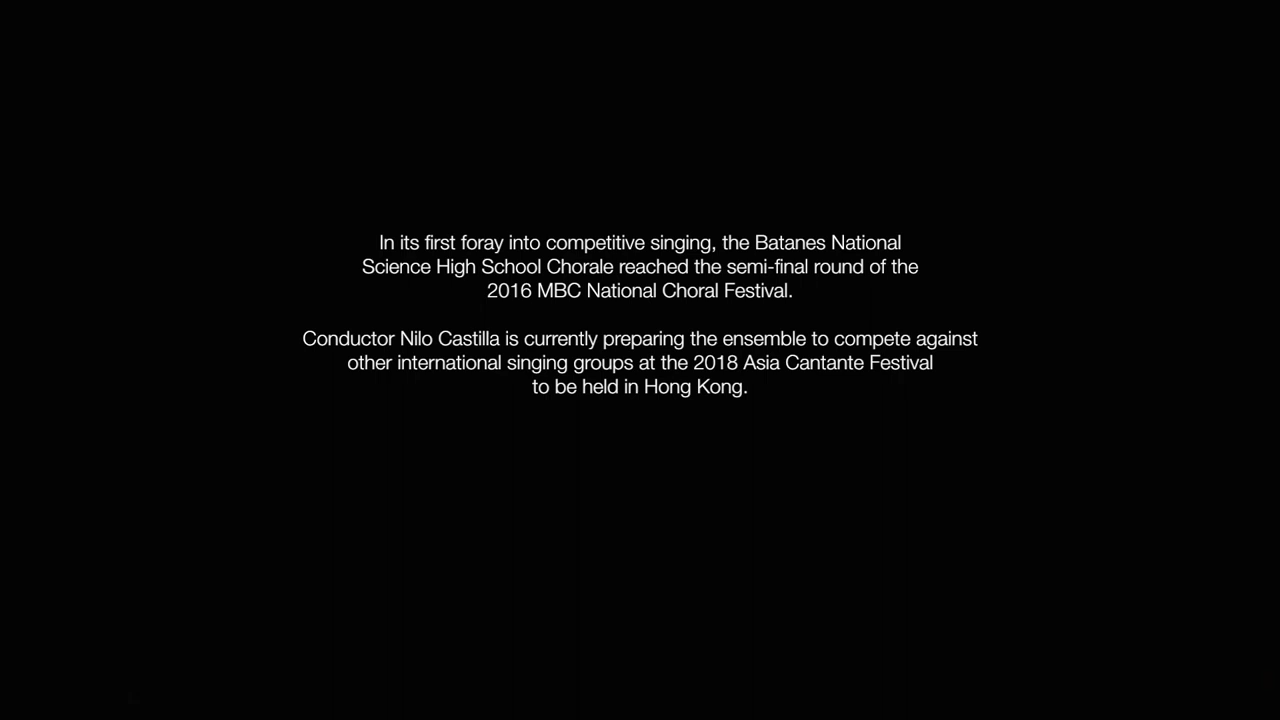 In its first foray into competitive singing, the Batanes National
Science High School Chorale reached the semi-final round of the
2016 MBC National Choral Festival.
Conductor Nilo Castilla is currently preparing the ensemble to compete against
other international singing groups at the 2018 Asia Cantante Festival
to be held in Hong Kong.